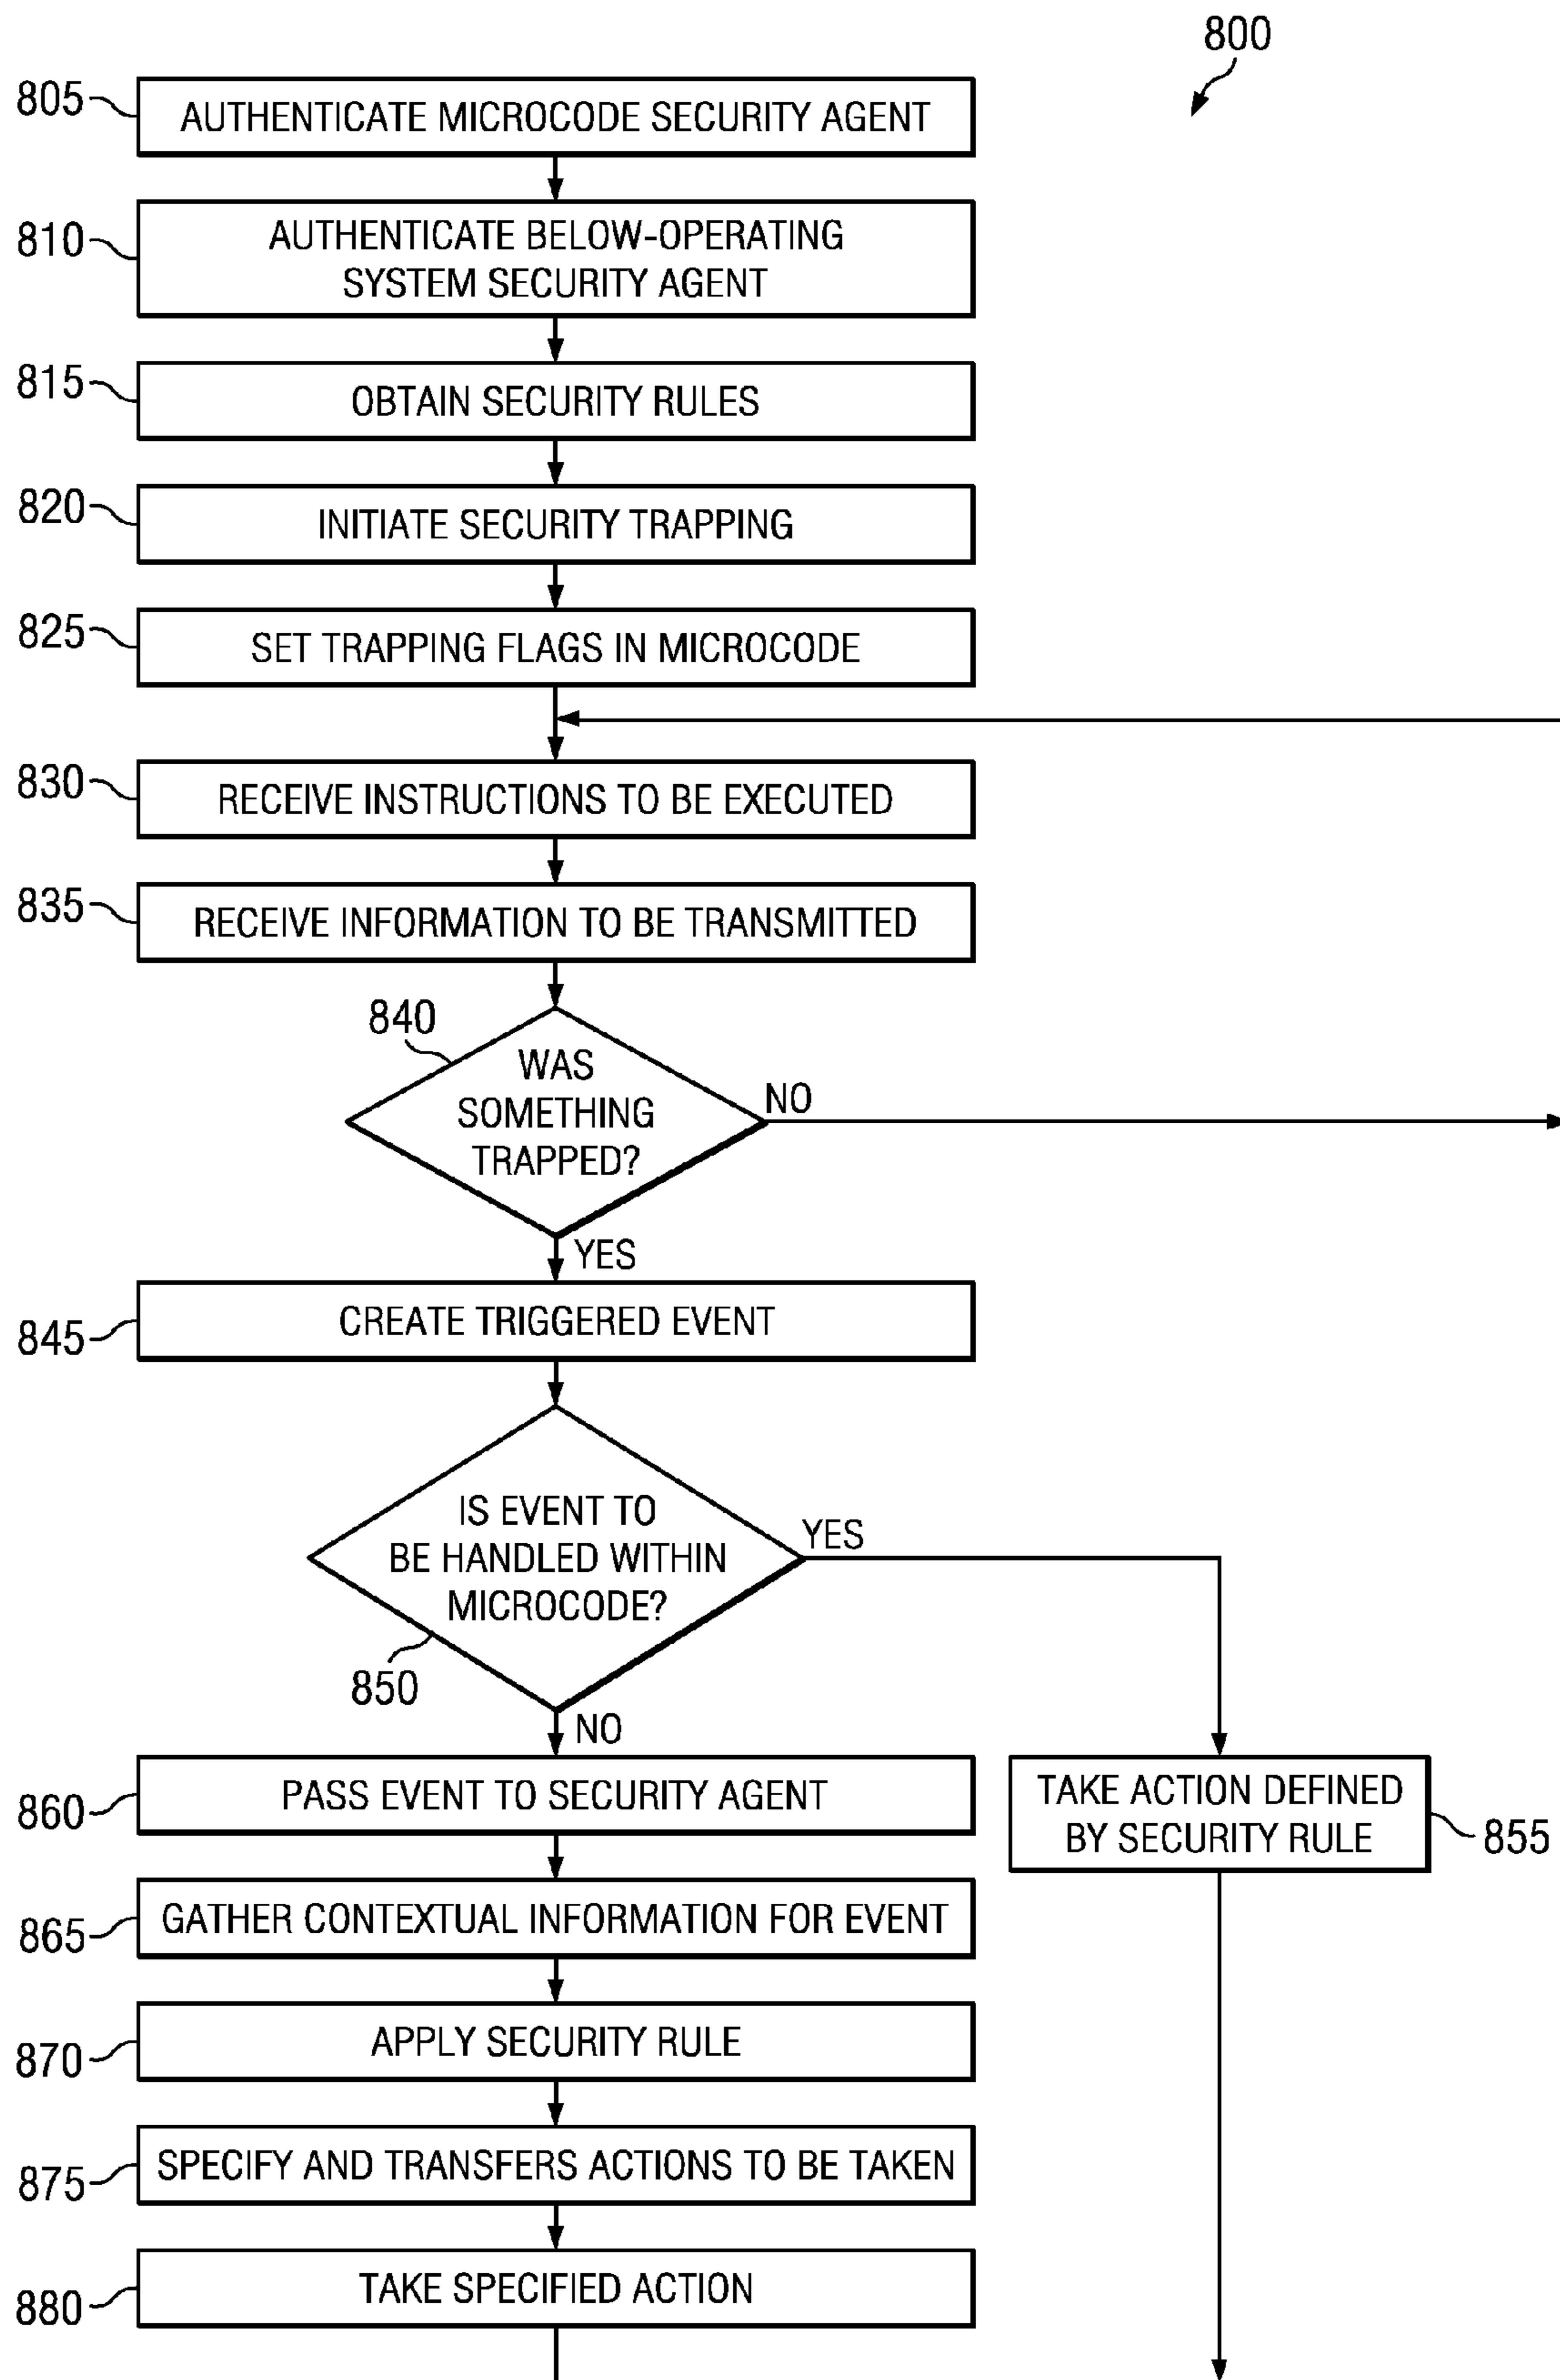 800
805
AUTHENTICATE MICROCODE SECURITY AGENT
810
AUTHENTICATE BELOW-OPERATING
SYSTEM SECURITY AGENT
815
OBTAIN SECURITY RULES
820
INITIATE SECURITY TRAPPING
825
SET TRAPPING FLAGS IN MICROCODE
830
RECEIVE INSTRUCTIONS TO BE EXECUTED
835
RECEIVE INFORMATION TO BE TRANSMITTED
840
WAS
SOMETHING
TRAPPED?
NO
YES
845
CREATE TRIGGERED EVENT
IS EVENT TO
BE HANDLED WITHIN
MICROCODE?
YES
850
NO
860
PASS EVENT TO SECURITY AGENT
TAKE ACTION DEFINED
BY SECURITY RULE
855
865
GATHER CONTEXTUAL INFORMATION FOR EVENT
870
APPLY SECURITY RULE
875
SPECIFY AND TRANSFERS ACTIONS TO BE TAKEN
880
TAKE SPECIFIED ACTION